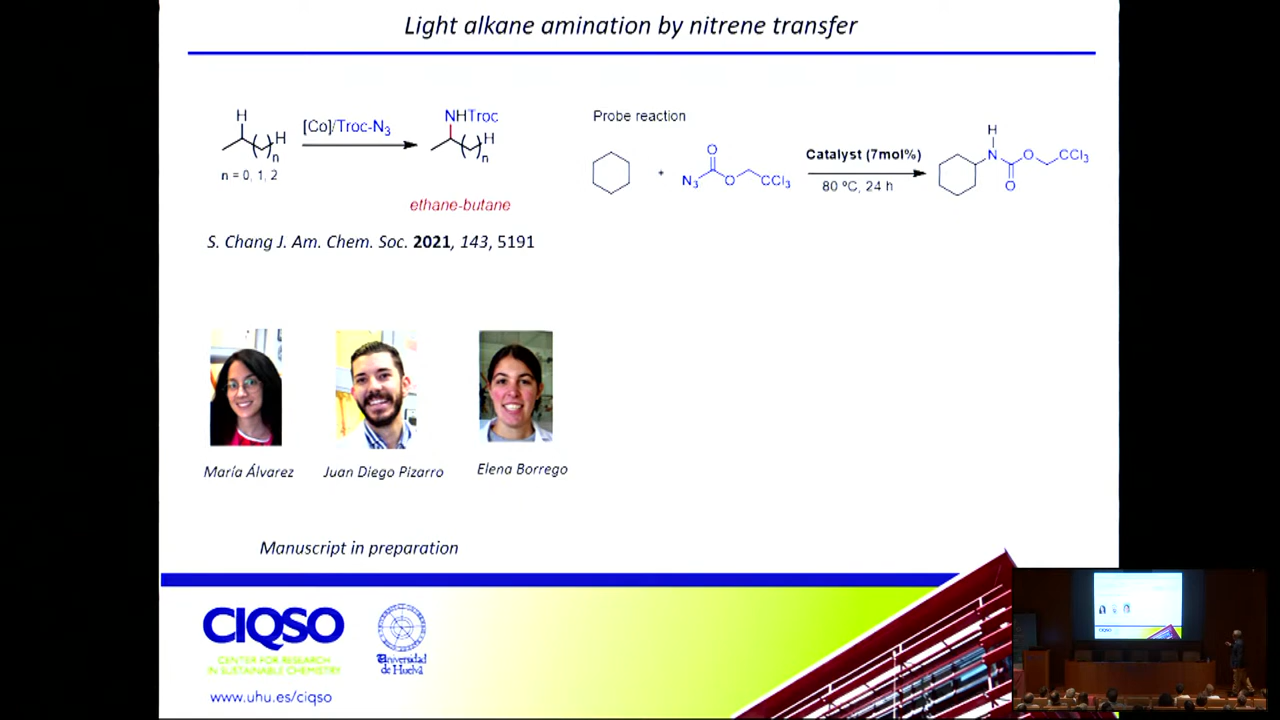 Light alkane amination by nitrene transfer
H
H
n
n = 0, 1, 2
[Co]/Troc-N3
NHTroc
H
n
ethane-butane
S. Chang J. Am. Chem. Soc. 2021, 143, 5191
Probe reaction
+
N3
O
O
CCl3
Catalyst (7mol%)
80 ºC, 24 h
H
N
O
O
CCl3
María Álvarez
Juan Diego Pizarro
Elena Borrego
Manuscript in preparation
CIQSO
CENTER FOR RESEARCH
IN SUSTAINABLE CHEMISTRY
www.uhu.es/ciqso
Universidad
de Huelva